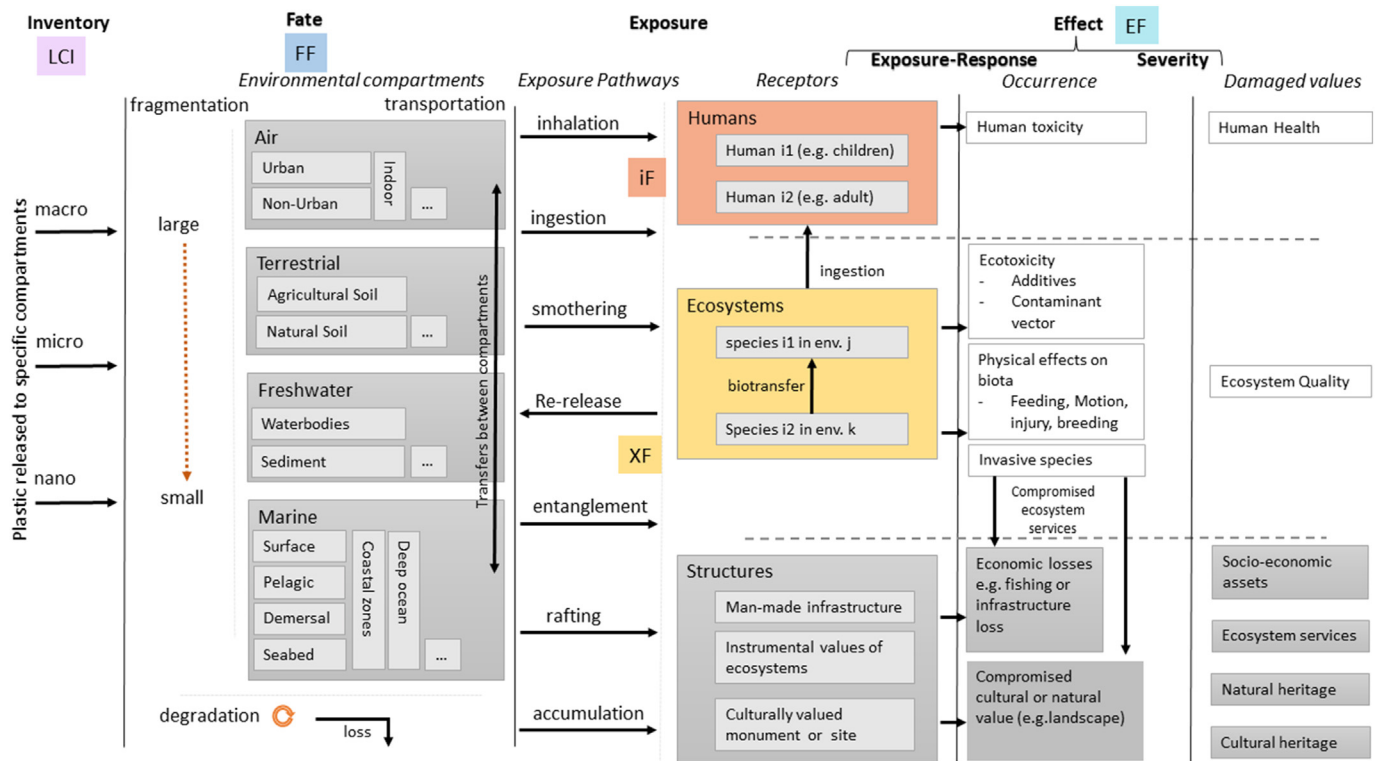 Inventory
LCI
Fate
FF
Exposure
Effect
EF
Exposure-Response
Severity
Environmental compartments
Exposure Pathways
Receptors
Occurrence
Damaged values
fragmentation
transportation
Plastic released to specific compartments
macro
micro
nano
large
small
Air
Urban
Non-Urban
Indoor
...
Terrestrial
Agricultural Soil
Natural Soil
...
Freshwater
Waterbodies
Sediment
...
Marine
Surface
Pelagic
Demersal
Seabed
Coastal zones
Deep ocean
...
Transfers between compartments
degradation
loss
inhalation
iF
ingestion
smothering
Re-release
XF
entanglement
rafting
accumulation
Humans
Human i1 (e.g. children)
Human i2 (e.g. adult)
ingestion
Ecosystems
species i1 in env. j
biotransfer
Species i2 in env. k
Structures
Man-made infrastructure
Instrumental values of
ecosystems
Culturally valued
monument or site
Human toxicity
Ecotoxicity
- Additives
- Contaminant
vector
Physical effects on
biota
- Feeding, Motion,
injury, breeding
Invasive species
Compromised
ecosystem
services
Economic losses
e.g. fishing or
infrastructure
loss
Compromised
cultural or natural
value (e.g.landscape)
Human Health
Ecosystem Quality
Socio-economic
assets
Ecosystem services
Natural heritage
Cultural heritage